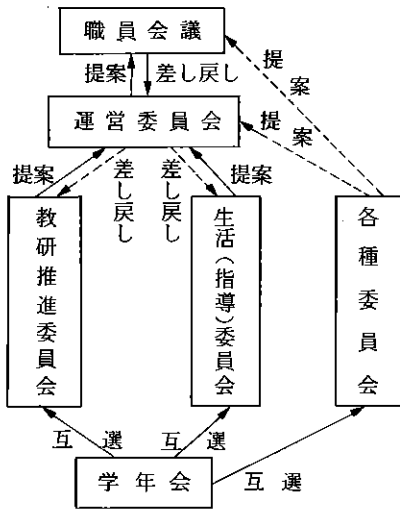 職員会議
提案
差し戻し
提案
運営委員会
提案
提案
差し戻し
差し戻し
提案
教研推進委員会
生活(指導)委員会
各種委員会
互選
互選
互選
学年会